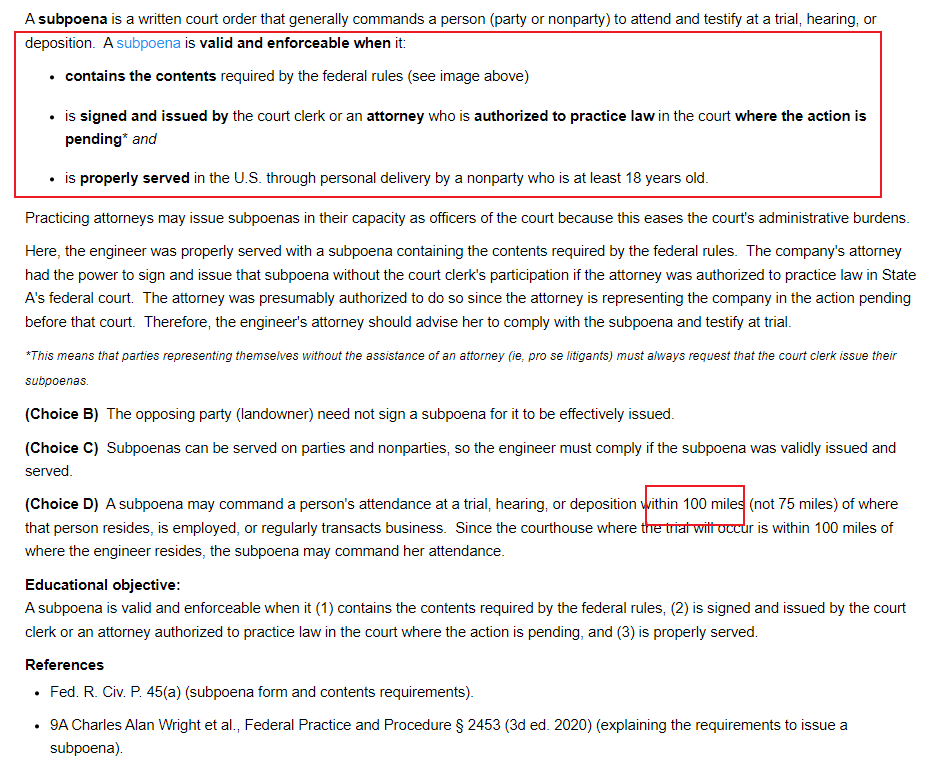 A subpoena is a written court order that generally commands a person (party or nonparty) to attend and testify at a trial, hearing, or
deposition. A subpoena is valid and enforceable when it:
• contains the contents required by the federal rules (see image above)
• is signed and issued by the court clerk or an attorney who is authorized to practice law in the court where the action is
pending* and
• is properly served in the U.S. through personal delivery by a nonparty who is at least 18 years old.
Practicing attorneys may issue subpoenas in their capacity as officers of the court because this eases the court's administrative burdens.
Here, the engineer was properly served with a subpoena containing the contents required by the federal rules. The company's attorney
had the power to sign and issue that subpoena without the court clerk's participation if the attorney was authorized to practice law in State
A's federal court. The attorney was presumably authorized to do so since the attorney is representing the company in the action pending
before that court. Therefore, the engineer's attorney should advise her to comply with the subpoena and testify at trial.
*This means that parties representing themselves without the assistance of an attorney (ie, pro se litigants) must always request that the court clerk issue their
subpoenas.
(Choice B) The opposing party (landowner) need not sign a subpoena for it to be effectively issued.
(Choice C) Subpoenas can be served on parties and nonparties, so the engineer must comply if the subpoena was validly issued and
served.
(Choice D) A subpoena may command a person's attendance at a trial, hearing, or deposition within 100 miles (not 75 miles) of where
that person resides, is employed, or regularly transacts business. Since the courthouse where the trial will occur is within 100 miles of
where the engineer resides, the subpoena may command her attendance.
Educational objective:
A subpoena is valid and enforceable when it (1) contains the contents required by the federal rules, (2) is signed and issued by the court
clerk or an attorney authorized to practice law in the court where the action is pending, and (3) is properly served.
References
• Fed. R. Civ. P. 45(a) (subpoena form and contents requirements).
• 9A Charles Alan Wright et al., Federal Practice and Procedure § 2453 (3d ed. 2020) (explaining the requirements to issue a
subpoena).